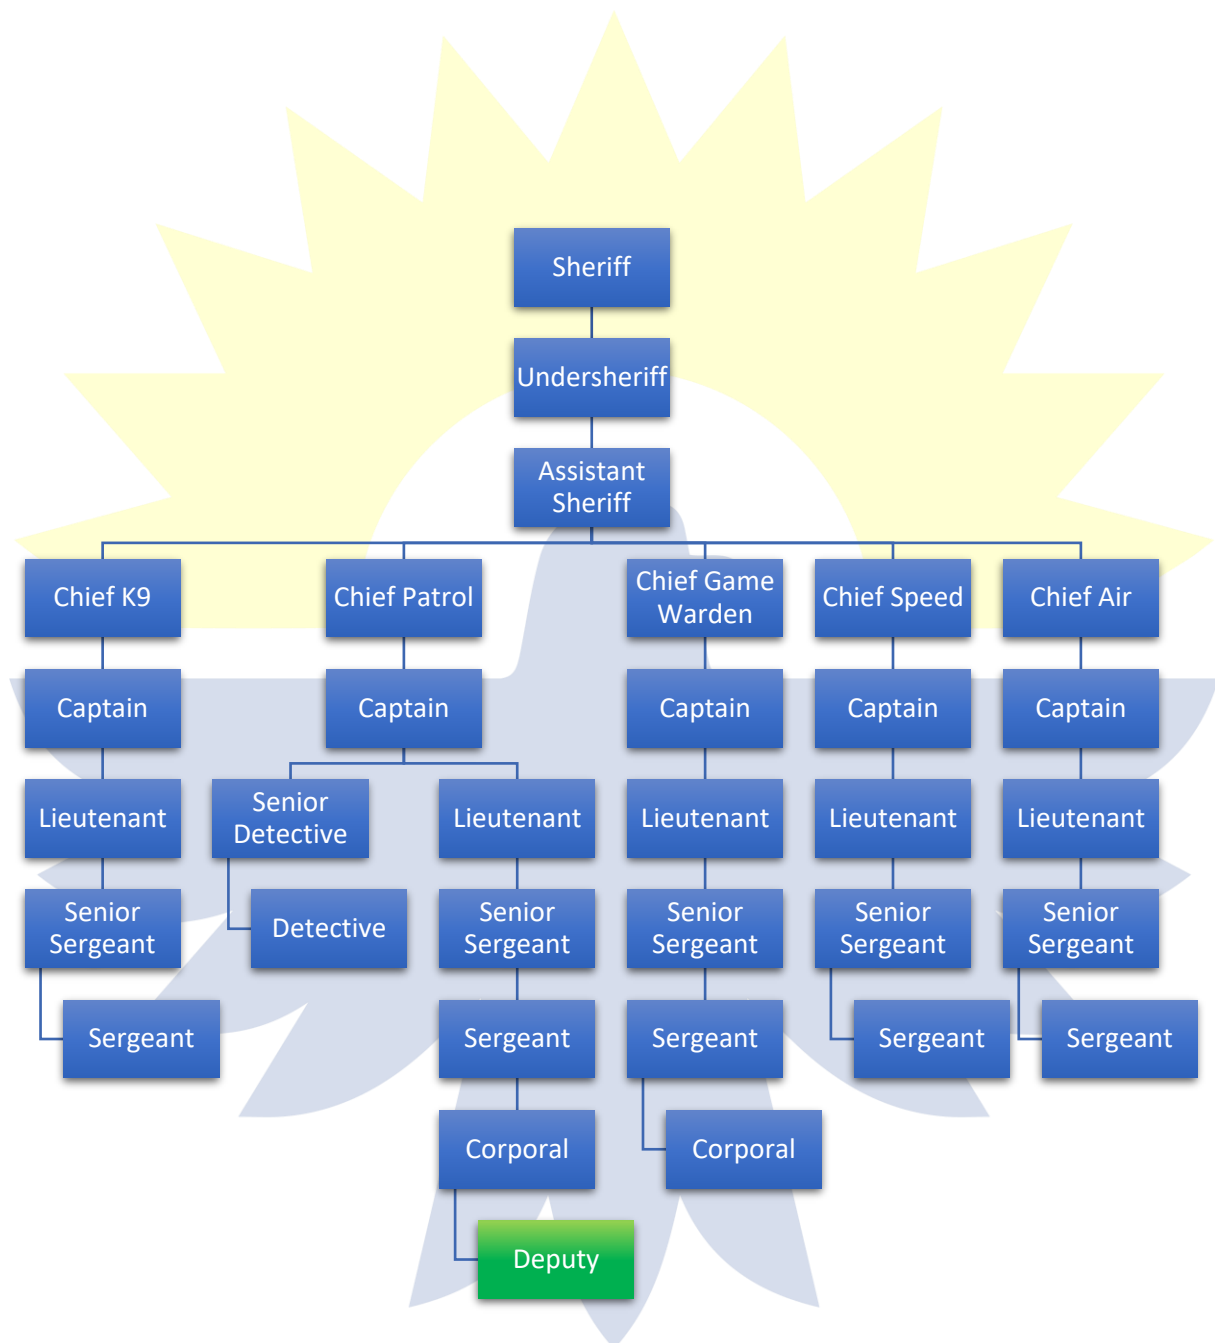 Sheriff
Undersheriff
Assistant
Sheriff
Chief K9
Chief Patrol
Chief Game
Warden
Chief Speed
Chief Air
Captain
Captain
Captain
Captain
Captain
Lieutenant
Senior
Detective
Lieutenant
Lieutenant
Lieutenant
Lieutenant
Senior
Sergeant
Detective
Senior
Sergeant
Senior
Sergeant
Senior
Sergeant
Senior
Sergeant
Sergeant
Sergeant
Sergeant
Sergeant
Sergeant
Corporal
Corporal
Deputy